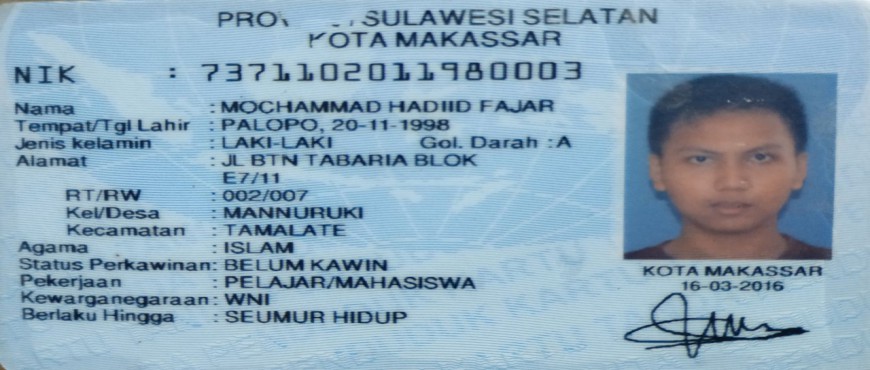 SULAWESI SELATAN
KOTA MAKASSAR
NIK : 7371102011980003
Nama : MOCHAMMAD HADIID FAJAR
Tempat/Tgl Lahir : PALOPO, 20-11-1998
Jenis kelamin : LAKI-LAKI Gol. Darah : A
Alamat : JL BTN TABARIA BLOK
E7/11
RT/RW : 002/007
Kel/Desa : MANNURUKI
Kecamatan : TAMALATE
Agama : ISLAM
Status Perkawinan: BELUM KAWIN
Pekerjaan : PELAJAR/MAHASISWA
Kewarganegaraan: WNI
Berlaku Hingga : SEUMUR HIDUP
KOTA MAKASSAR
16-03-2016